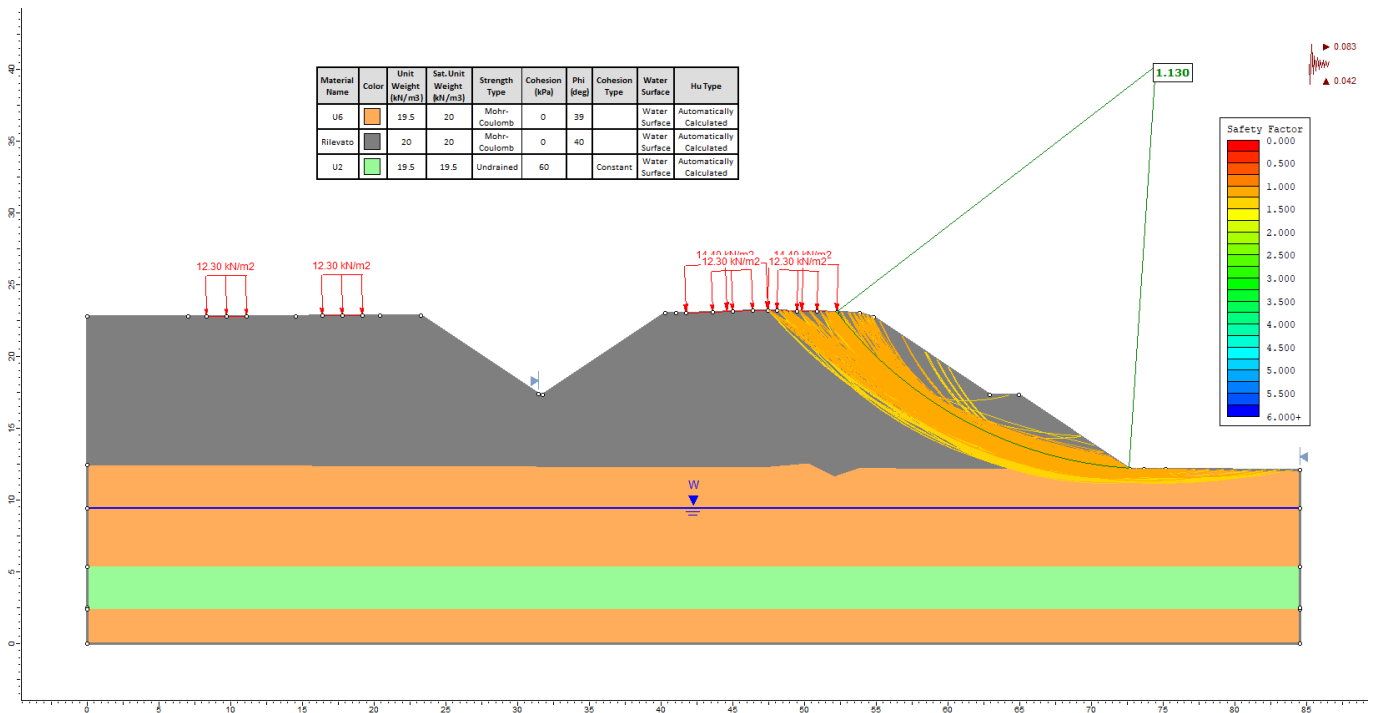 1.130
0.083
0.042
Material Name Color Unit Weight (kN/m3) Sat. Unit Weight (kN/m3) Strength Type Cohesion (kPa) Phi (deg) Cohesion Type Water Surface Hu Type
U6 19.5 20 Mohr-Coulomb 0 39 Water Surface Automatically Calculated
Rilevato 20 20 Mohr-Coulomb 0 40 Water Surface Automatically Calculated
U2 19.5 19.5 Undrained 60 Constant Water Surface Automatically Calculated
Safety Factor
0.000
0.500
1.000
1.500
2.000
2.500
3.000
3.500
4.000
4.500
5.000
5.500
6.000+
14.40 kN/m2 14.40 kN/m2
12.30 kN/m2 12.30 kN/m2 12.30 kN/m2 12.30 kN/m2
W
40
35
30
25
20
15
10
5
0
0 5 10 15 20 25 30 35 40 45 50 55 60 65 70 75 80 85